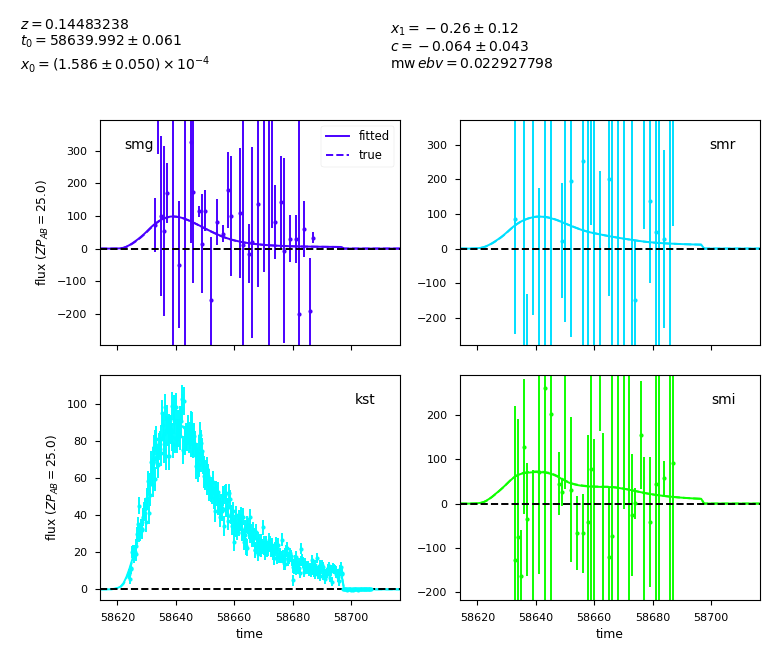 z = 0.14483238
t₀ = 58639.992 ± 0.061
x₀ = (1.586 ± 0.050) × 10⁻⁴
x₁ = −0.26 ± 0.12
c = −0.064 ± 0.043
mw ebv = 0.022927798
smg
fitted
true
300
200
100
0
−100
−200
flux (ZP_AB = 25.0)
smr
300
200
100
0
−100
−200
kst
100
80
60
40
20
0
flux (ZP_AB = 25.0)
58620 58640 58660 58680 58700
time
smi
200
100
0
−100
−200
58620 58640 58660 58680 58700
time